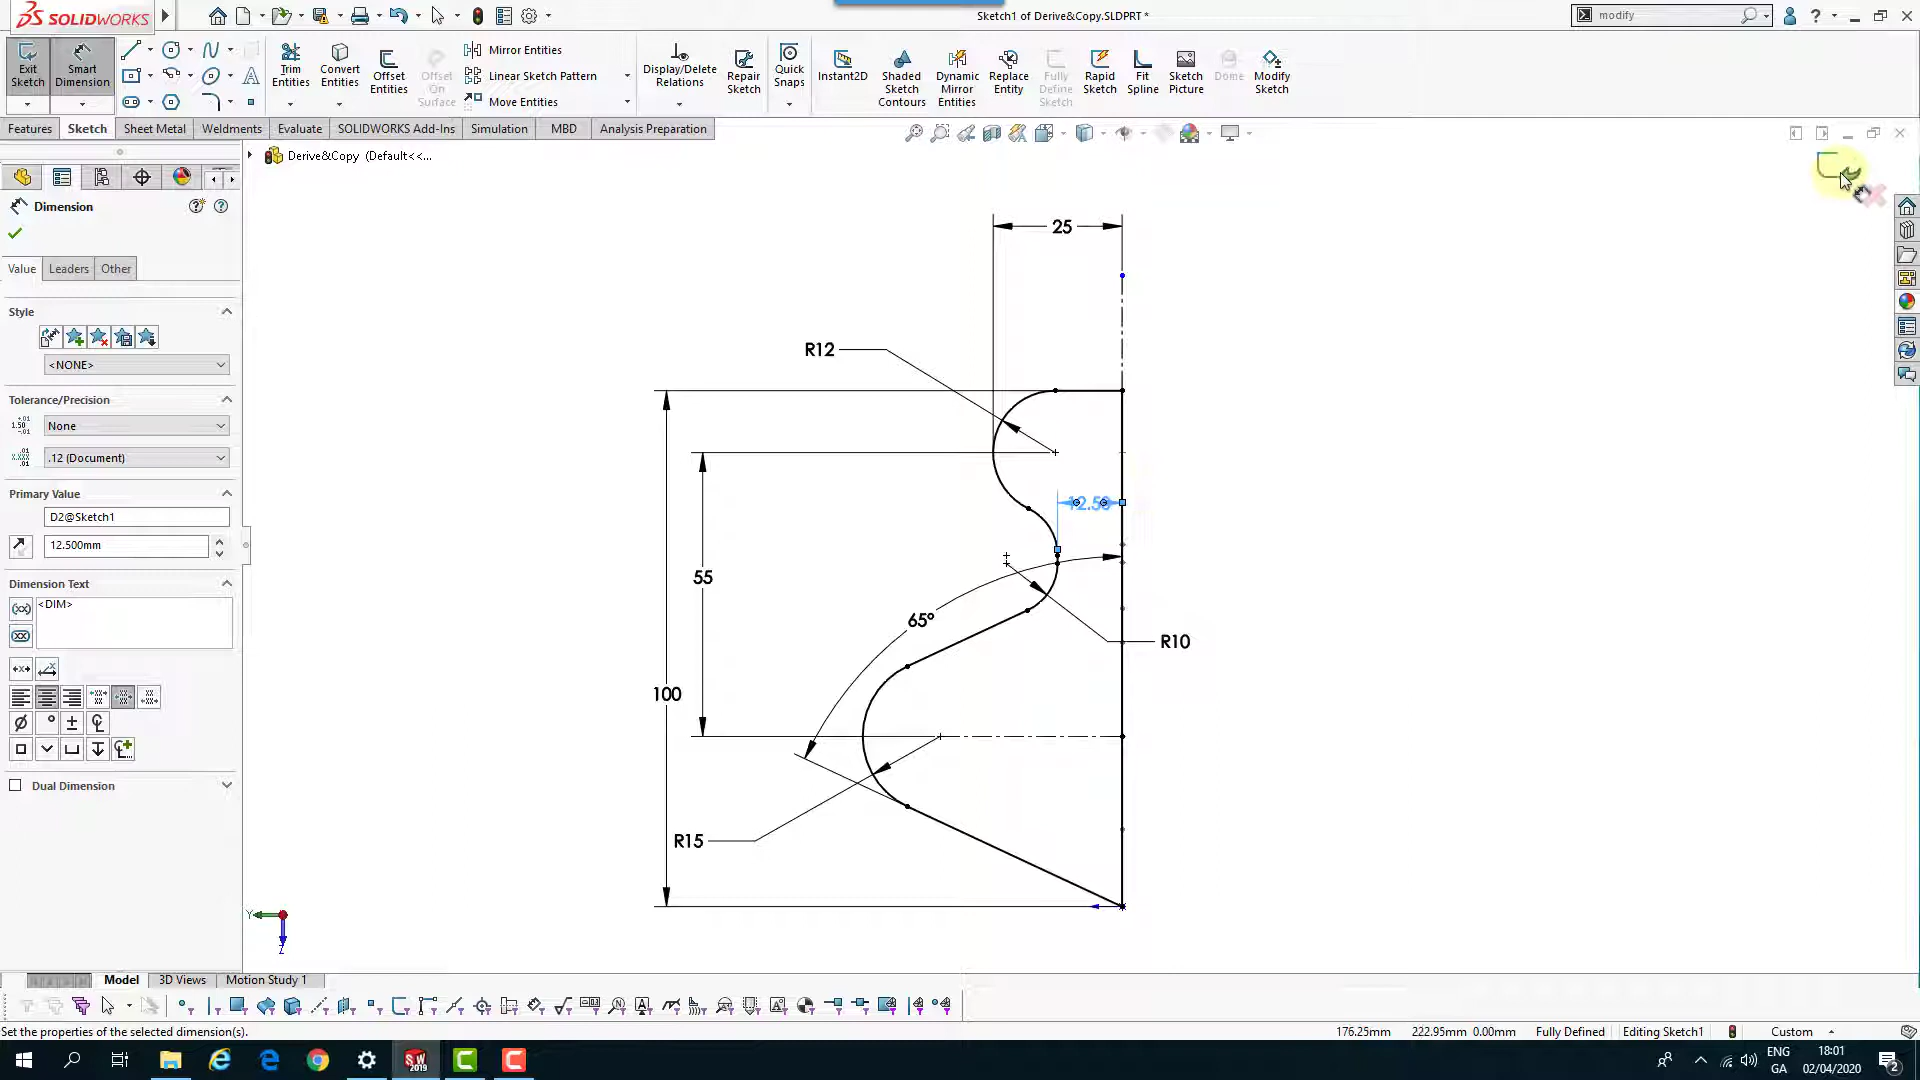 SOLIDWORKS
Sketch1 of Derive&Copy.SLDPRT *
modify
Exit Sketch
Smart Dimension
Trim Entities
Convert Entities
Offset Entities
Offset On Surface
Mirror Entities
Linear Sketch Pattern
Move Entities
Display/Delete Relations
Repair Sketch
Quick Snaps
Instant2D
Shaded Sketch Contours
Dynamic Mirror Entities
Replace Entity
Fully Define Sketch
Rapid Sketch
Fit Spline
Sketch Picture
Dome
Modify Sketch
Features
Sketch
Sheet Metal
Weldments
Evaluate
SOLIDWORKS Add-Ins
Simulation
MBD
Analysis Preparation
Derive&Copy (Default<<...
Dimension
Value
Leaders
Other
Style
<NONE>
Tolerance/Precision
None
.12 (Document)
Primary Value
D2@Sketch1
12.500mm
Dimension Text
<DIM>
Dual Dimension
25
R12
12.50
55
65°
R10
100
R15
Y
Z
Model
3D Views
Motion Study 1
Set the properties of the selected dimension(s).
176.25mm
222.95mm 0.00mm
Fully Defined
Editing Sketch1
Custom
SW
2019
ENG
GA
18:01
02/04/2020
2